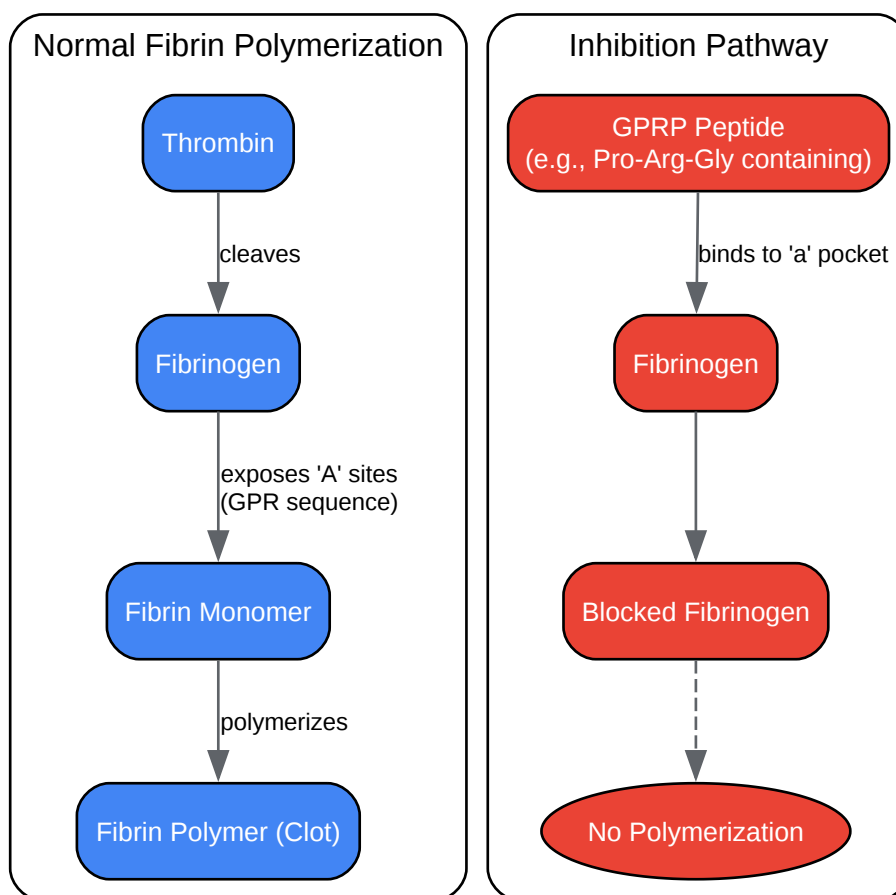 Normal Fibrin Polymerization
Thrombin
cleaves
Fibrinogen
exposes 'A' sites
(GPR sequence)
Fibrin Monomer
polymerizes
Fibrin Polymer (Clot)
Inhibition Pathway
GPRP Peptide
(e.g., Pro-Arg-Gly containing)
binds to 'a' pocket
Fibrinogen
Blocked Fibrinogen
No Polymerization